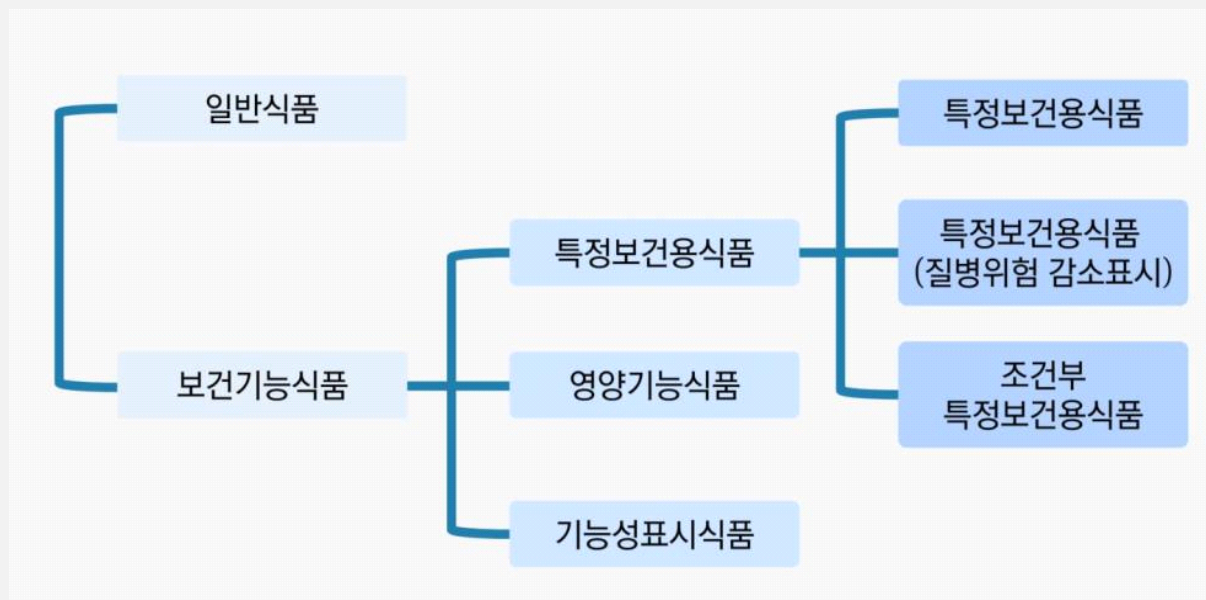 일반식품
보건기능식품
특정보건용식품
영양기능식품
기능성표시식품
특정보건용식품
특정보건용식품
(질병위험 감소표시)
조건부
특정보건용식품